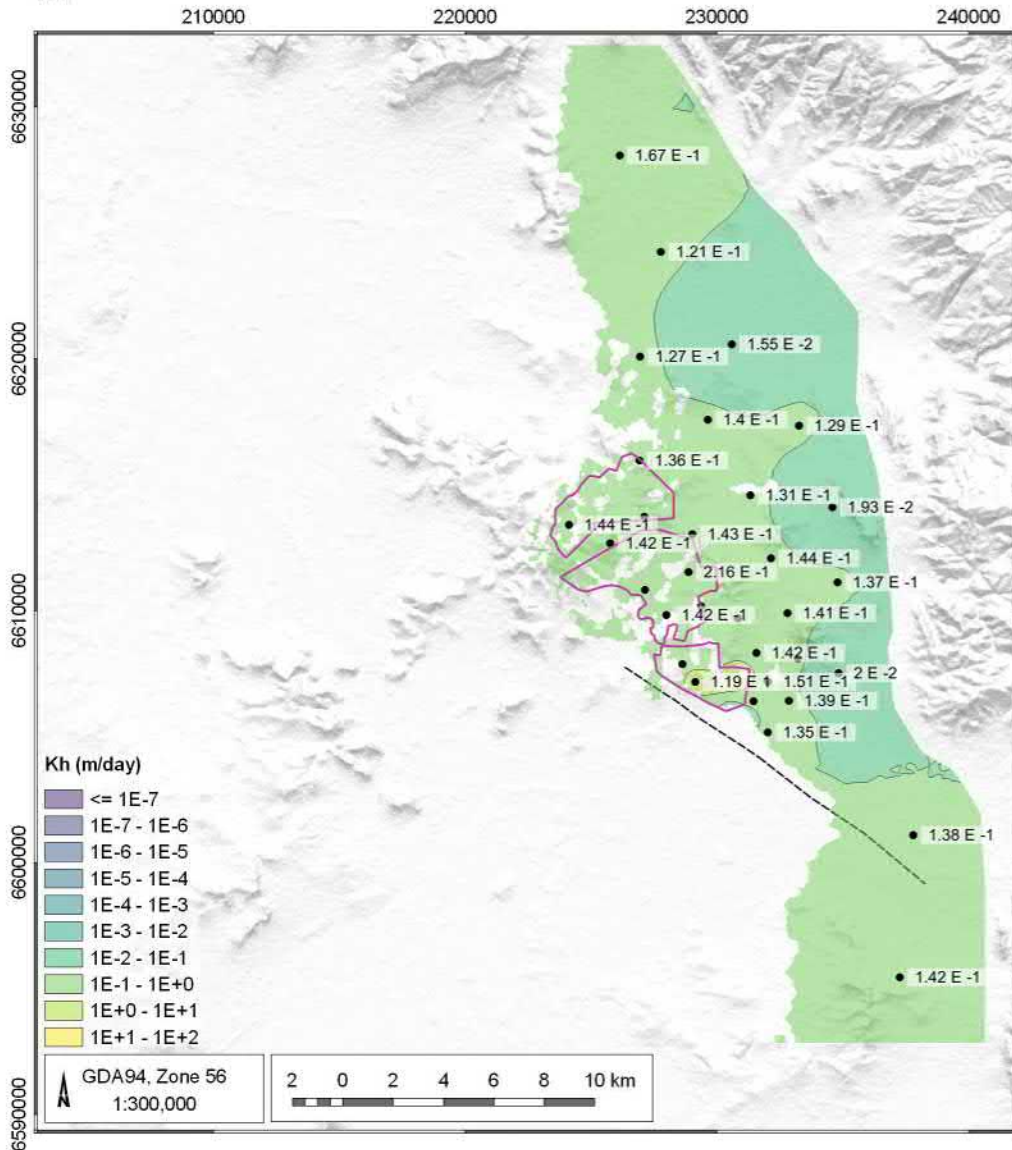 210000 220000 230000 240000
6630000
1.67 E -1
1.21 E -1
6620000
1.55 E -2
1.27 E -1
1.4 E -1
1.29 E -1
1.36 E -1
1.31 E -1
1.93 E -2
1.44 E -1
1.43 E -1
1.42 E -1
1.44 E -1
2.16 E -1
1.37 E -1
6610000
1.42 E -1
1.41 E -1
1.42 E -1
2 E -2
1.19 E 1
1.51 E -1
1.39 E -1
1.35 E -1
6600000
1.38 E -1
1.42 E -1
6590000
Kh (m/day)
<= 1E-7
1E-7 - 1E-6
1E-6 - 1E-5
1E-5 - 1E-4
1E-4 - 1E-3
1E-3 - 1E-2
1E-2 - 1E-1
1E-1 - 1E+0
1E+0 - 1E+1
1E+1 - 1E+2
N
GDA94, Zone 56
1:300,000
2 0 2 4 6 8 10 km